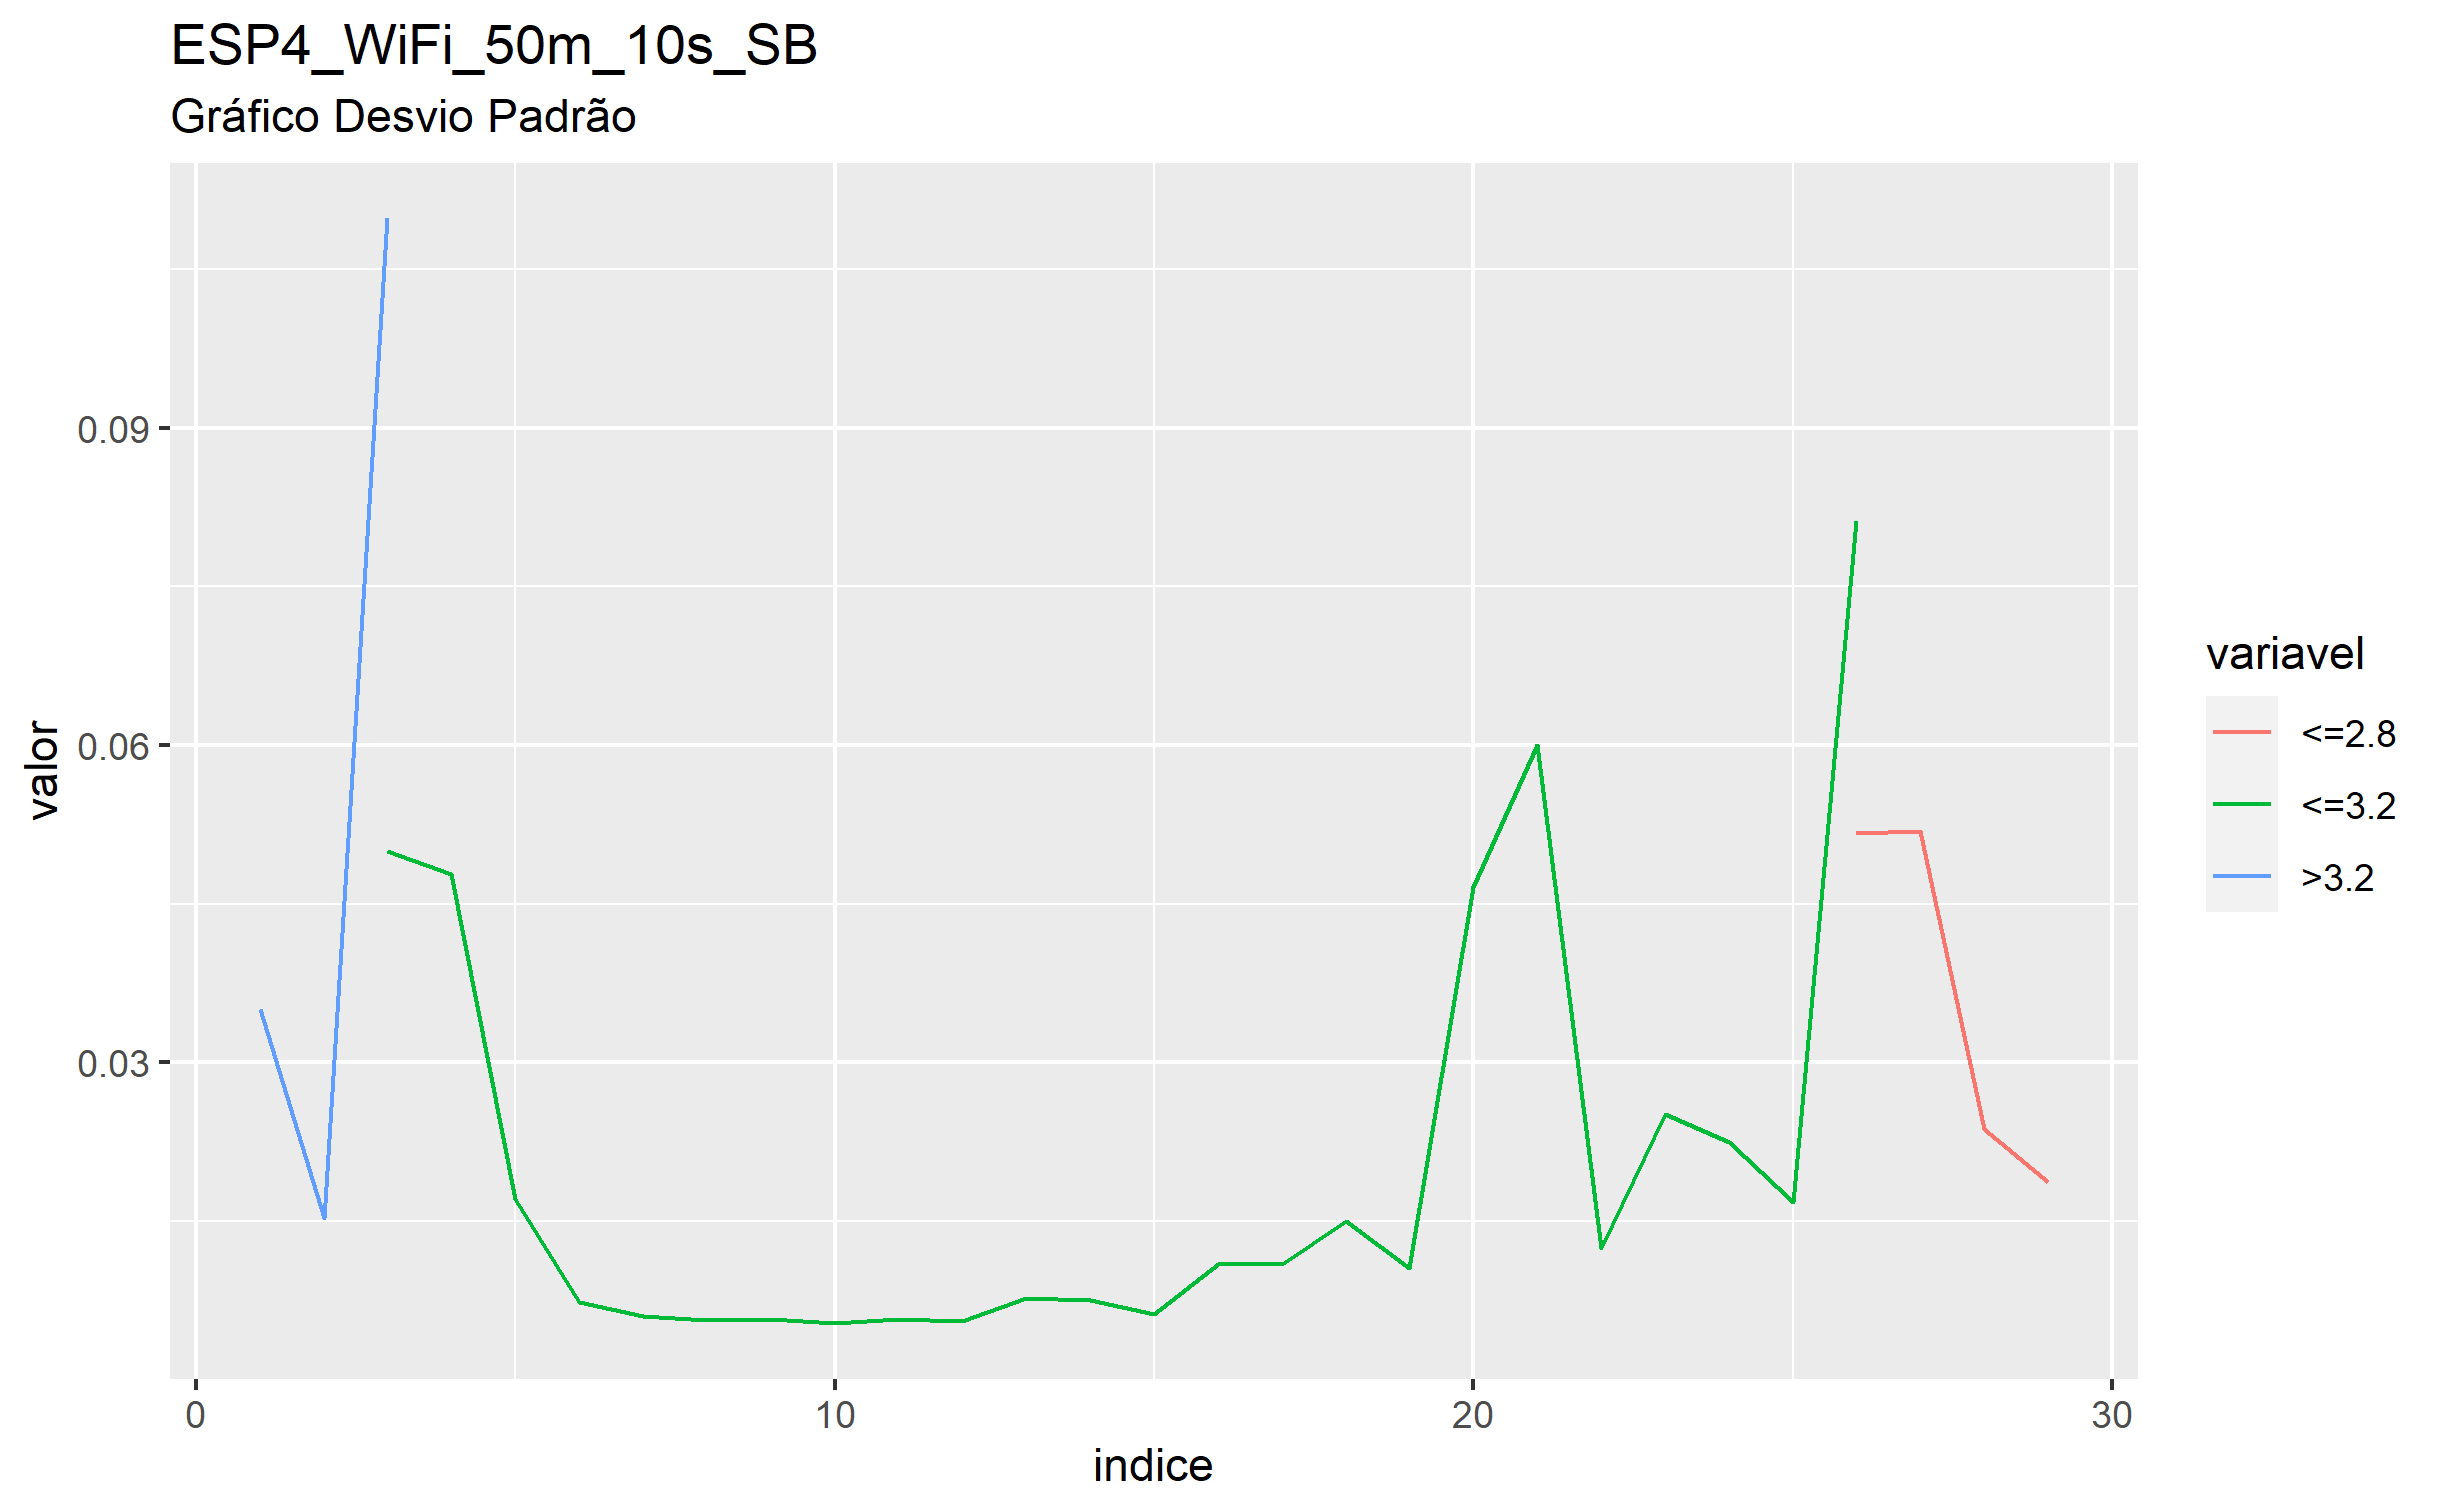 ESP4_WiFi_50m_10s_SB
Gráfico Desvio Padrão
valor
0.09
0.06
0.03
0
10
20
30
indice
variavel
<=2.8
<=3.2
>3.2